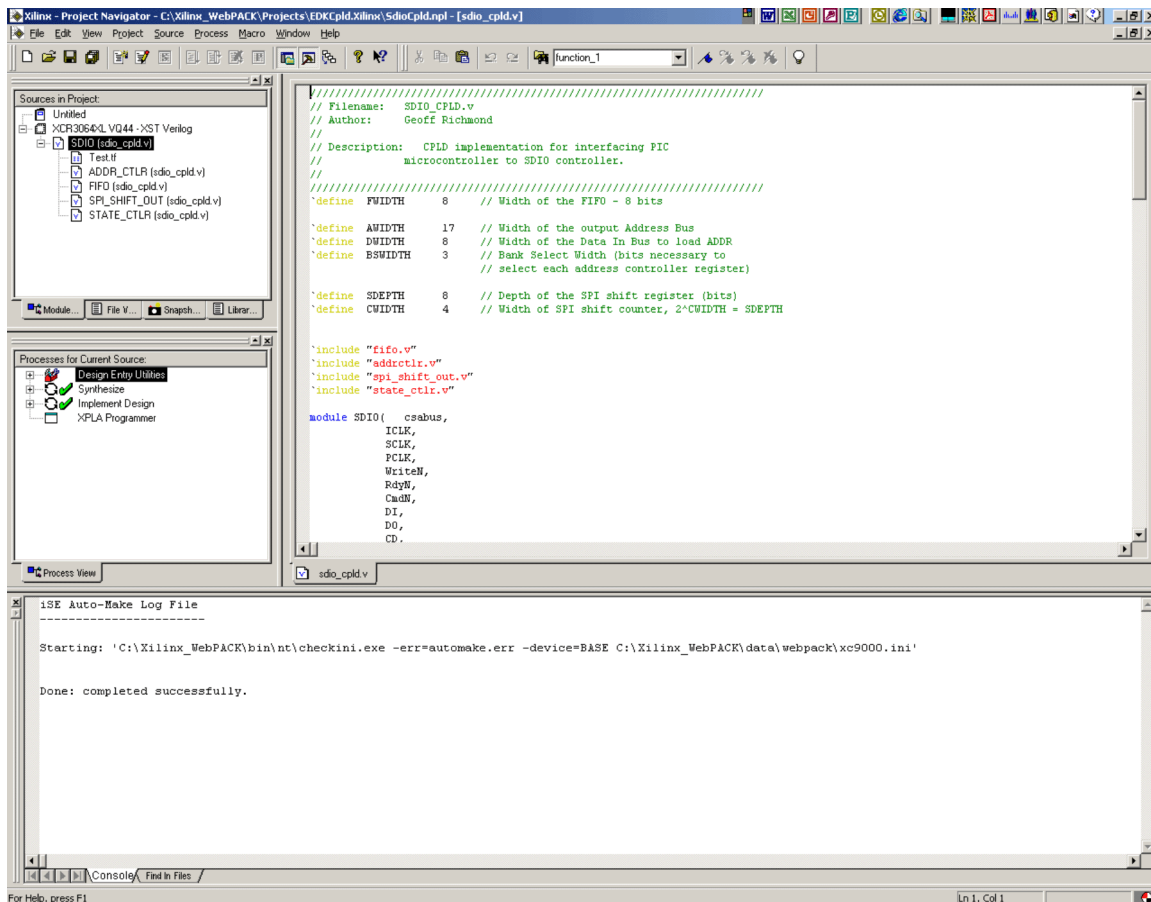 Xilinx - Project Navigator - C:\Xilinx_WebPACK\Projects\EDKCpld.Xilinx\SdioCpld.npl - [sdio_cpld.v]
File Edit View Project Source Process Macro Window Help
function_1
Sources in Project:
Untitled
XCR3064XL VQ44 - XST Verilog
SDIO (sdio_cpld.v)
Test.tf
ADDR_CTLR (sdio_cpld.v)
FIFO (sdio_cpld.v)
SPI_SHIFT_OUT (sdio_cpld.v)
STATE_CTLR (sdio_cpld.v)
Module... File V... Snapsh... Librar...
Processes for Current Source:
Design Entry Utilities
Synthesize
Implement Design
XPLA Programmer
Process View
////////////////////////////////////////////////////////////////////////
// Filename: SDIO_CPLD.v
// Author: Geoff Richmond
//
// Description: CPLD implementation for interfacing PIC
// microcontroller to SDIO controller.
//
////////////////////////////////////////////////////////////////////////
`define FWIDTH 8 // Width of the FIFO - 8 bits
`define AWIDTH 17 // Width of the output Address Bus
`define DWIDTH 8 // Width of the Data In Bus to load ADDR
`define BSWIDTH 3 // Bank Select Width (bits necessary to
// select each address controller register)
`define SDEPTH 8 // Depth of the SPI shift register (bits)
`define CWIDTH 4 // Width of SPI shift counter, 2^CWIDTH = SDEPTH
`include "fifo.v"
`include "addrctlr.v"
`include "spi_shift_out.v"
`include "state_ctlr.v"
module SDIO( csabus,
ICLK,
SCLK,
PCLK,
WriteN,
RdyN,
CmdN,
DI,
DO,
CD,
sdio_cpld.v
iSE Auto-Make Log File
-----------------------
Starting: 'C:\Xilinx_WebPACK\bin\nt\checkini.exe -err=automake.err -device=BASE C:\Xilinx_WebPACK\data\webpack\xc9000.ini'
Done: completed successfully.
Console Find in Files
For Help, press F1
Ln 1, Col 1